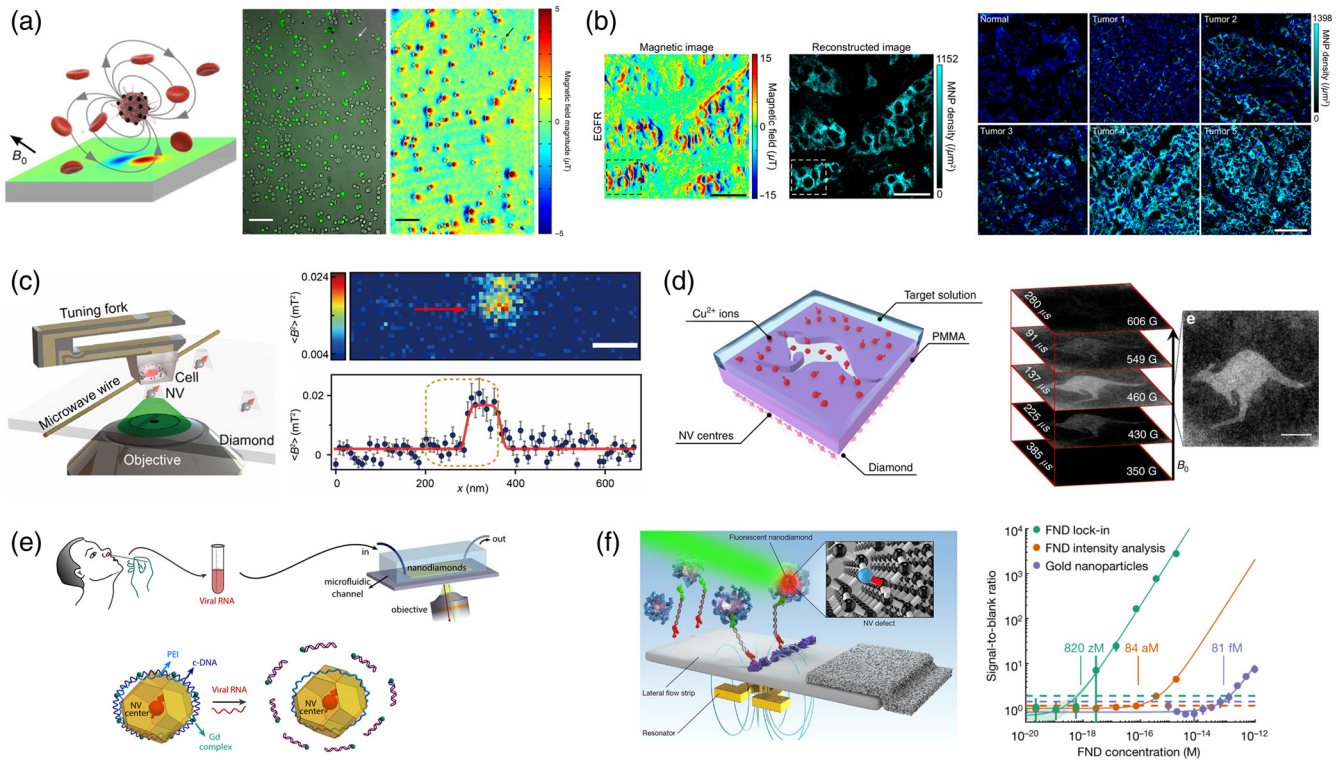 (a)
B₀
5
0
−5
Magnetic field magnitude (μT)
(b)
Magnetic image
Reconstructed image
EGFR
15
0
−15
Magnetic field (μT)
1152
0
MNP density (/μm²)
Normal
Tumor 1
Tumor 2
Tumor 3
Tumor 4
Tumor 5
1398
0
MNP density (/μm²)
(c)
Tuning fork
Microwave wire
Cell
NV
Diamond
Objective
0.024
0.004
<B²> (mT²)
0.02
0
<B²> (mT²)
0 200 400 600
x (nm)
(d)
Cu²⁺ ions
Target solution
PMMA
NV centres
Diamond
280 μs
606 G
91 μs
549 G
137 μs
460 G
225 μs
430 G
385 μs
350 G
B₀
e
(e)
Viral RNA
in
out
nanodiamonds
microfluidic
channel
objective
PEI
c-DNA
NV
center
Viral RNA
Gd
complex
NV
center
(f)
Fluorescent nanodiamond
NV defect
Lateral flow strip
Resonator
FND lock-in
FND intensity analysis
Gold nanoparticles
Signal-to-blank ratio
10⁴
10³
10²
10¹
10⁰
820 zM
84 aM
81 fM
10⁻²⁰ 10⁻¹⁸ 10⁻¹⁶ 10⁻¹⁴ 10⁻¹²
FND concentration (M)